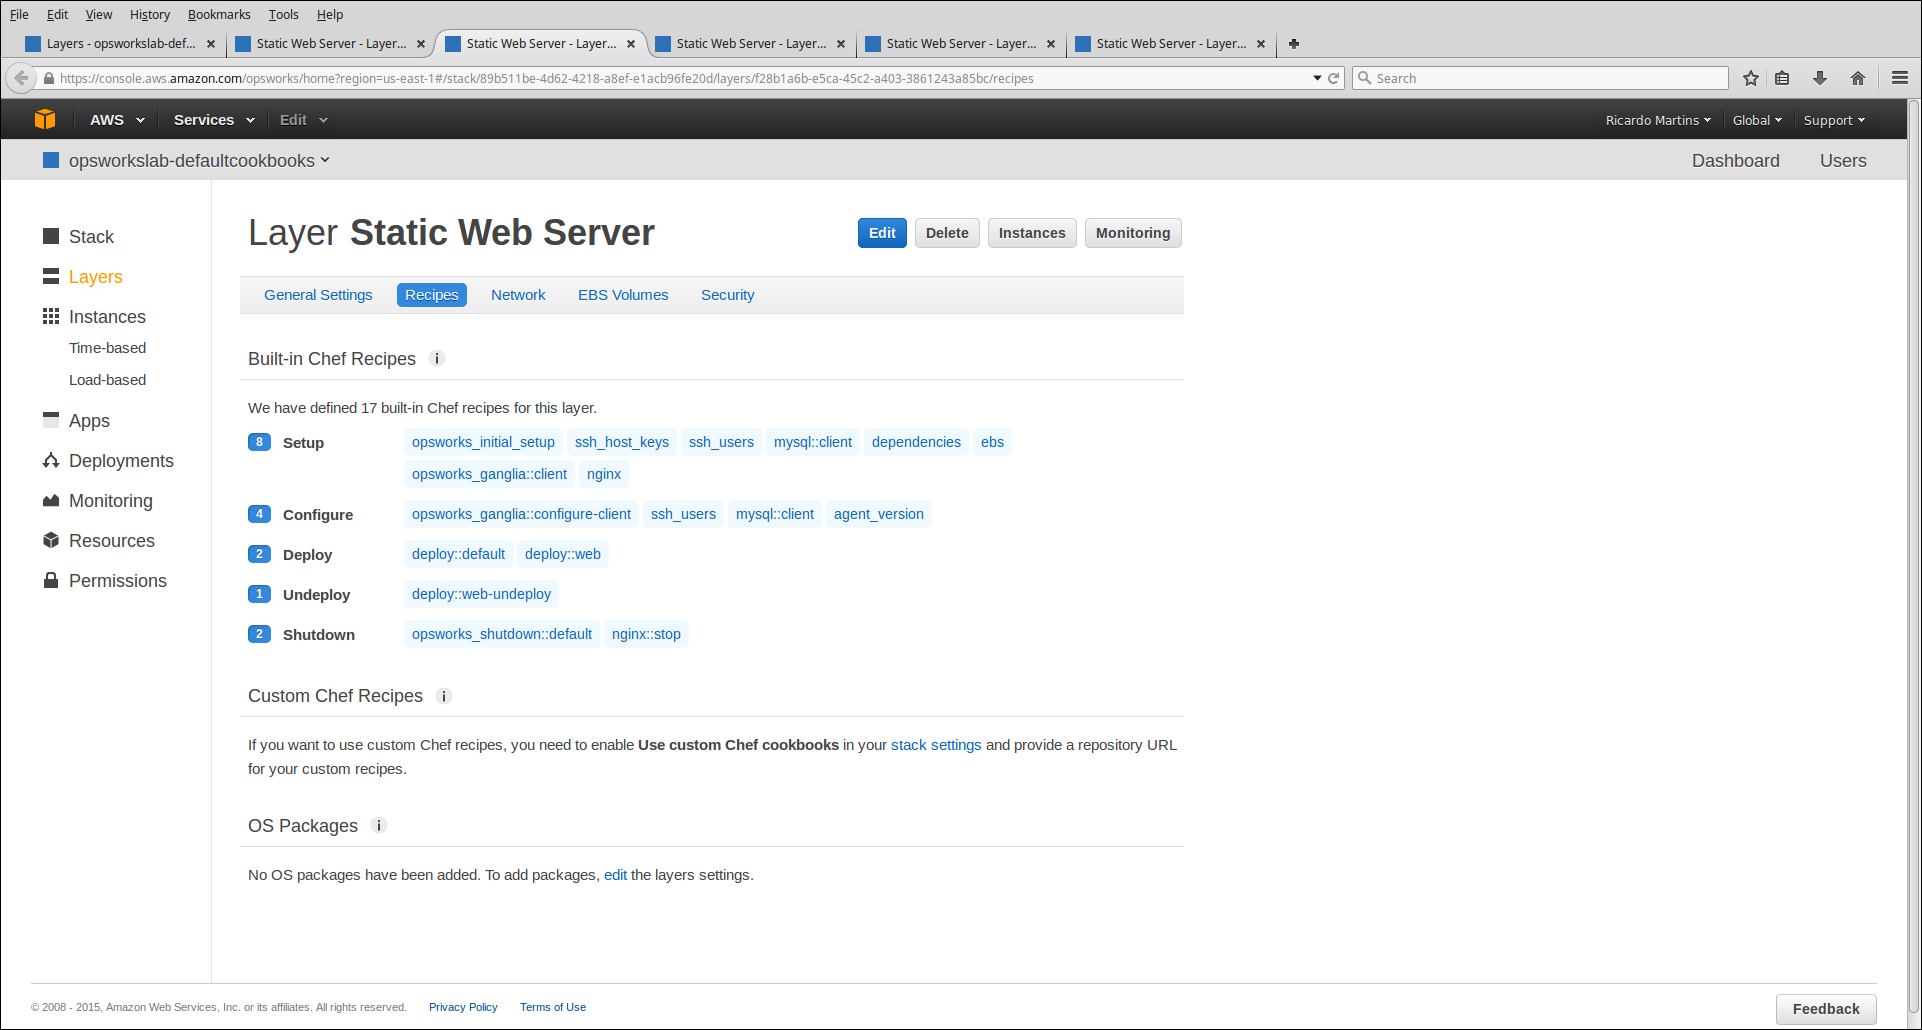 File Edit View History Bookmarks Tools Help
Layers - opsworkslab-def... Static Web Server - Layer... Static Web Server - Layer... Static Web Server - Layer... Static Web Server - Layer... Static Web Server - Layer...
https://console.aws.amazon.com/opsworks/home?region=us-east-1#/stack/89b511be-4d62-4218-a8ef-e1acb96fe20d/layers/f28b1a6b-e5ca-45c2-a403-3861243a85bc/recipes Search
AWS Services Edit Ricardo Martins Global Support
opsworkslab-defaultcookbooks Dashboard Users
Stack
Layers
Instances
Time-based
Load-based
Apps
Deployments
Monitoring
Resources
Permissions
Layer Static Web Server Edit Delete Instances Monitoring
General Settings Recipes Network EBS Volumes Security
Built-in Chef Recipes i
We have defined 17 built-in Chef recipes for this layer.
8 Setup opsworks_initial_setup ssh_host_keys ssh_users mysql::client dependencies ebs
opsworks_ganglia::client nginx
4 Configure opsworks_ganglia::configure-client ssh_users mysql::client agent_version
2 Deploy deploy::default deploy::web
1 Undeploy deploy::web-undeploy
2 Shutdown opsworks_shutdown::default nginx::stop
Custom Chef Recipes i
If you want to use custom Chef recipes, you need to enable Use custom Chef cookbooks in your stack settings and provide a repository URL
for your custom recipes.
OS Packages i
No OS packages have been added. To add packages, edit the layers settings.
© 2008 - 2015, Amazon Web Services, Inc. or its affiliates. All rights reserved. Privacy Policy Terms of Use Feedback